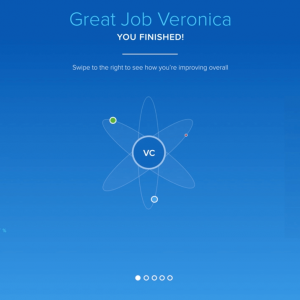 Great Job Veronica
YOU FINISHED!
Swipe to the right to see how you're improving overall
VC